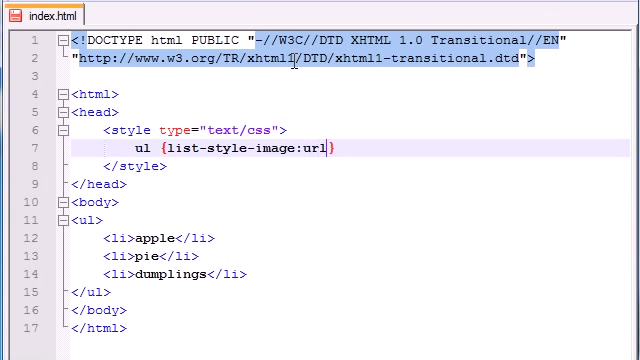 index.html
1 <!DOCTYPE html PUBLIC "-//W3C//DTD XHTML 1.0 Transitional//EN"
2 "http://www.w3.org/TR/xhtml1/DTD/xhtml1-transitional.dtd">
3
4 <html>
5 <head>
6 <style type="text/css">
7 ul {list-style-image:url}
8 </style>
9 </head>
10 <body>
11 <ul>
12 <li>apple</li>
13 <li>pie</li>
14 <li>dumplings</li>
15 </ul>
16 </body>
17 </html>